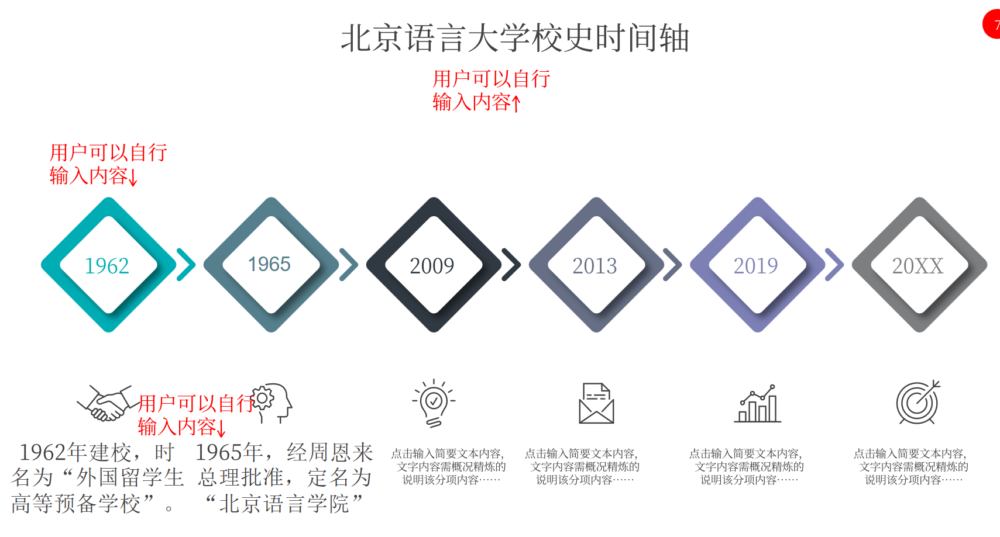 北京语言大学校史时间轴
7
用户可以自行
输入内容↑
用户可以自行
输入内容↓
1962
1965
2009
2013
2019
20XX
用户可以自行
输入内容↓
1962年建校，时
名为“外国留学生
高等预备学校”。
1965年，经周恩来
总理批准，定名为
“北京语言学院”
点击输入简要文本内容，
文字内容需概况精炼的
说明该分项内容……
点击输入简要文本内容，
文字内容需概况精炼的
说明该分项内容……
点击输入简要文本内容，
文字内容需概况精炼的
说明该分项内容……
点击输入简要文本内容，
文字内容需概况精炼的
说明该分项内容……